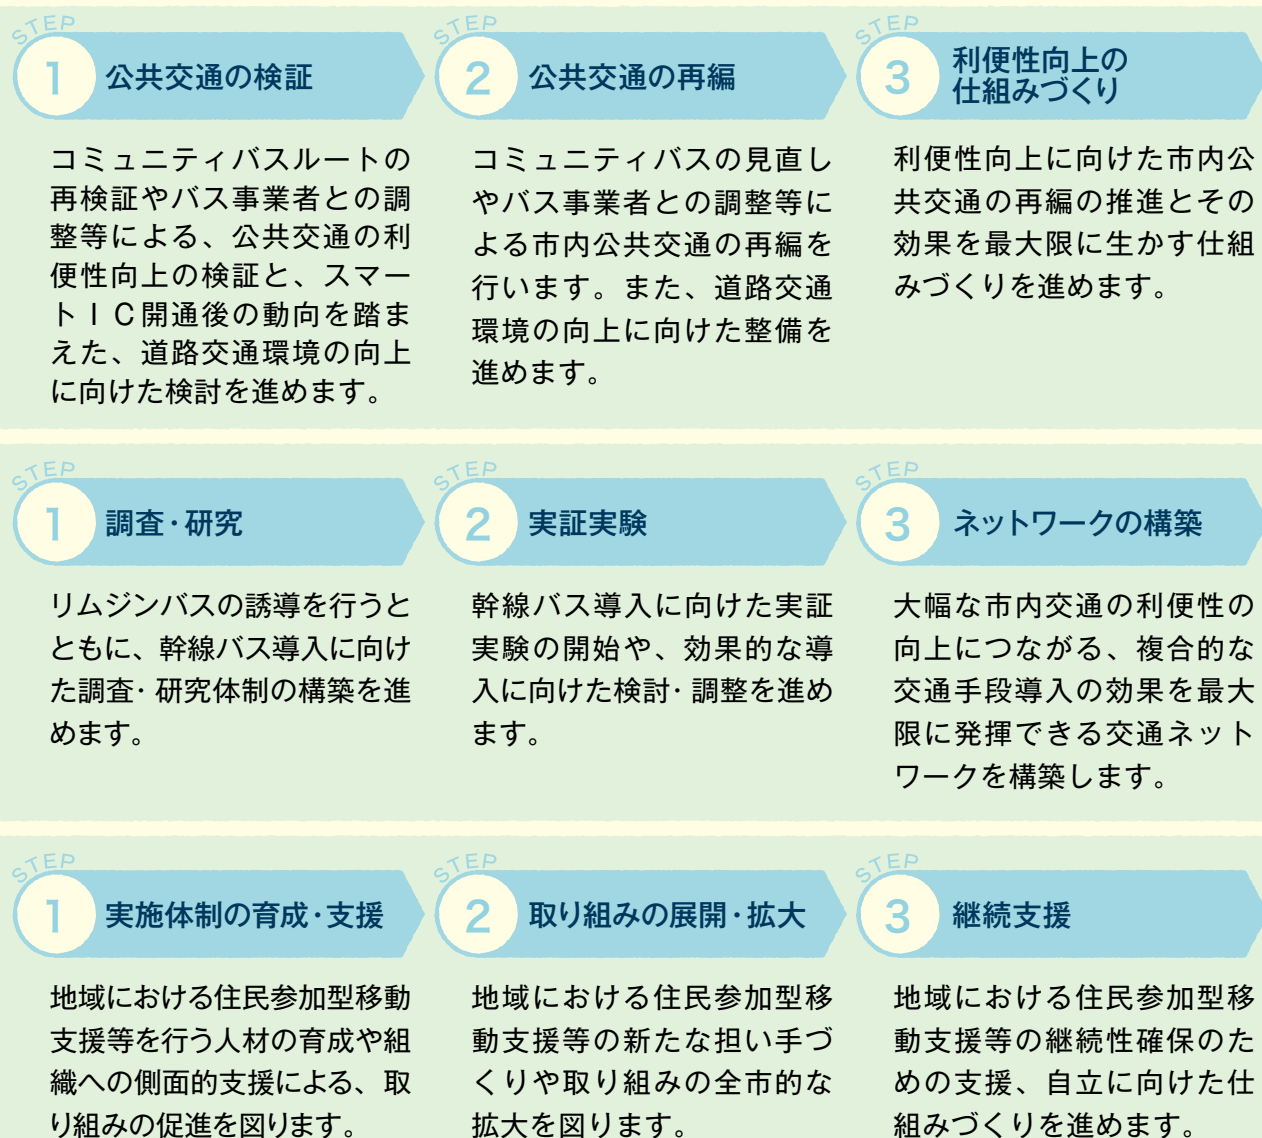 STEP
1 公共交通の検証
コミュニティバスルートの
再検証やバス事業者との調
整等による、公共交通の利
便性向上の検証と、スマー
トＩＣ開通後の動向を踏ま
えた、道路交通環境の向上
に向けた検討を進めます。
STEP
2 公共交通の再編
コミュニティバスの見直し
やバス事業者との調整等に
よる市内公共交通の再編を
行います。また、道路交通
環境の向上に向けた整備を
進めます。
STEP
3 利便性向上の
仕組みづくり
利便性向上に向けた市内公
共交通の再編の推進とその
効果を最大限に生かす仕組
みづくりを進めます。
STEP
1 調査・研究
リムジンバスの誘導を行うと
ともに、幹線バス導入に向け
た調査・研究体制の構築を進
めます。
STEP
2 実証実験
幹線バス導入に向けた実証
実験の開始や、効果的な導
入に向けた検討・調整を進め
ます。
STEP
3 ネットワークの構築
大幅な市内交通の利便性の
向上につながる、複合的な
交通手段導入の効果を最大
限に発揮できる交通ネット
ワークを構築します。
STEP
1 実施体制の育成・支援
地域における住民参加型移動
支援等を行う人材の育成や組
織への側面的支援による、取
り組みの促進を図ります。
STEP
2 取り組みの展開・拡大
地域における住民参加型移
動支援等の新たな担い手づ
くりや取り組みの全市的な
拡大を図ります。
STEP
3 継続支援
地域における住民参加型移
動支援等の継続性確保のた
めの支援、自立に向けた仕
組みづくりを進めます。